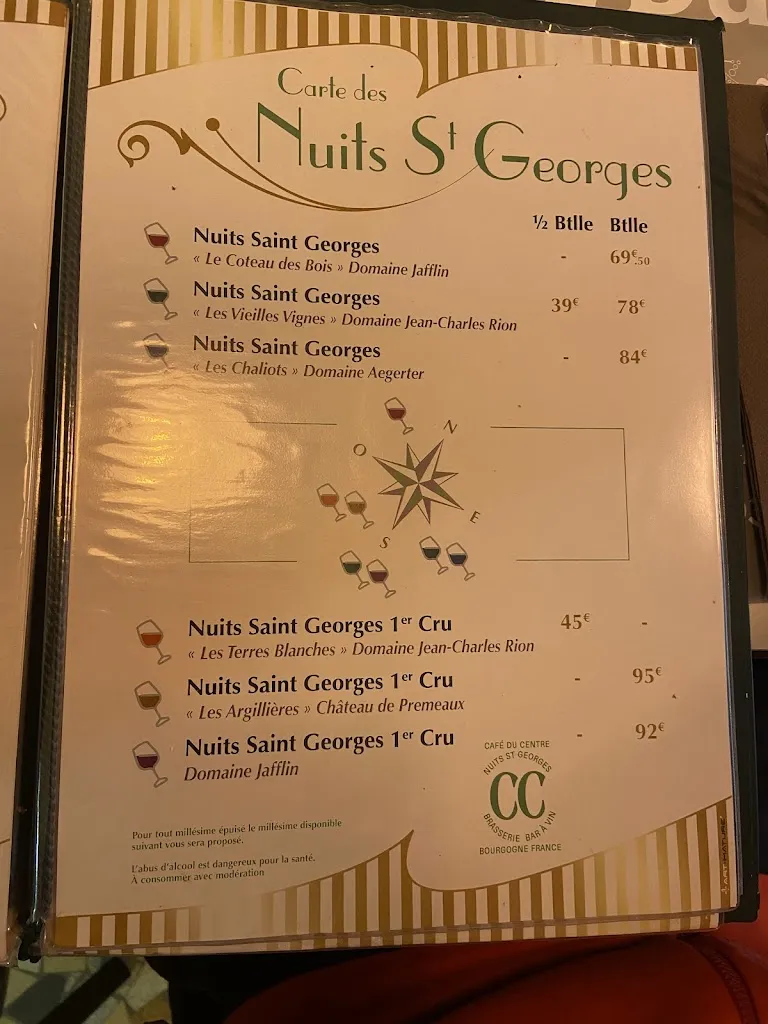 Carte des
Nuits St Georges
½ Btlle Btlle
Nuits Saint Georges
« Le Coteau des Bois » Domaine Jafflin - 69€.50
Nuits Saint Georges
« Les Vieilles Vignes » Domaine Jean-Charles Rion 39€ 78€
Nuits Saint Georges
« Les Chaliots » Domaine Aegerter - 84€
N
O
E
S
Nuits Saint Georges 1er Cru 45€ -
« Les Terres Blanches » Domaine Jean-Charles Rion
Nuits Saint Georges 1er Cru - 95€
« Les Argillières » Château de Premeaux
Nuits Saint Georges 1er Cru - 92€
Domaine Jafflin
CAFÉ DU CENTRE
NUITS ST-GEORGES
CC
BRASSERIE BAR À VIN
BOURGOGNE FRANCE
Pour tout millésime épuisé le millésime disponible
suivant vous sera proposé.
L'abus d'alcool est dangereux pour la santé.
À consommer avec modération